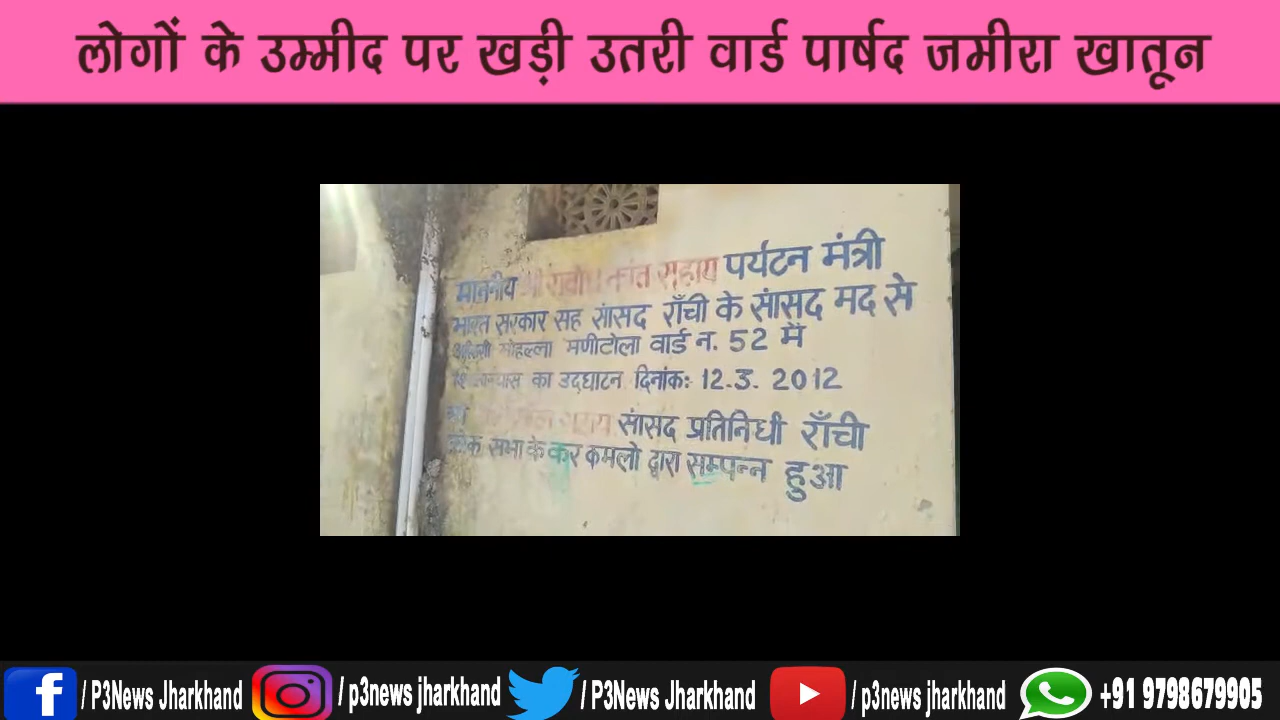 लोगों के उम्मीद पर खड़ी उतरी वार्ड पार्षद जमीरा खातून
माननीय श्री सहाय पर्यटन मंत्री
भारत सरकार सह सांसद राँची के सांसद मद से
मोहल्ला मणीटोला वार्ड न. 52 में
का उद्घाटन दिनांक: 12.3. 2012
सांसद प्रतिनिधी राँची
लोक सभा के कर कमलो द्वारा सम्पन्न हुआ
/ P3News Jharkhand / p3news jharkhand / P3News Jharkhand / p3news jharkhand +91 9798679905